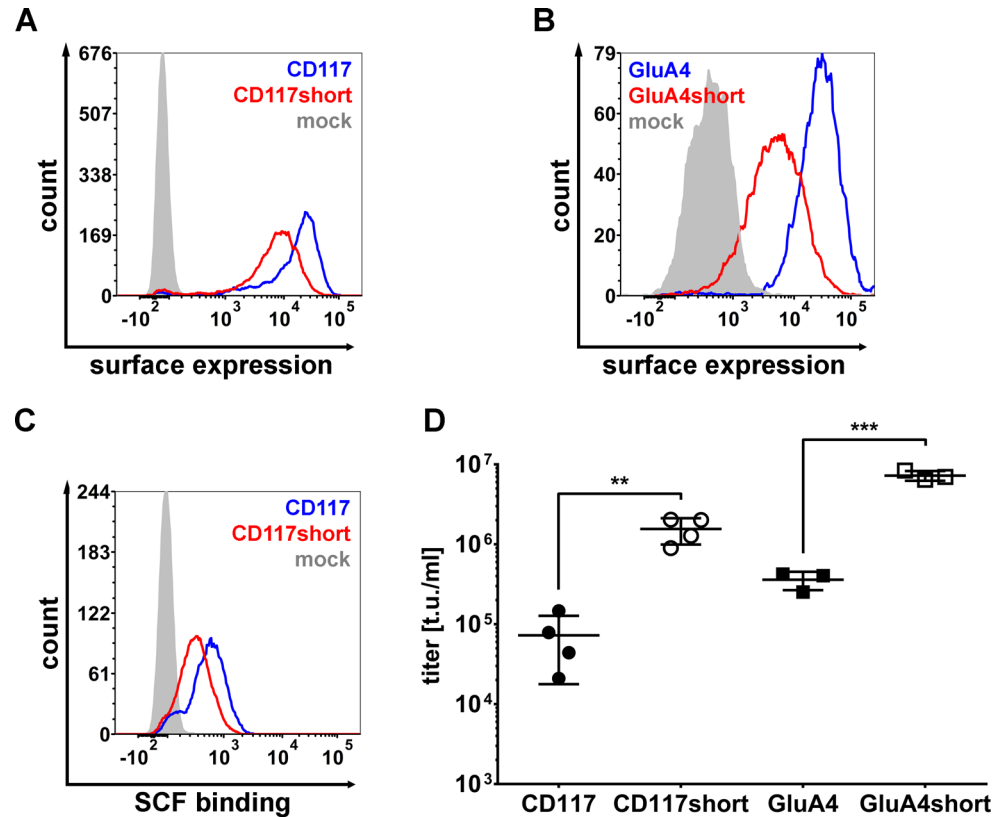 A
676
507
338
169
0
CD117
CD117short
mock
count
-10² 10³ 10⁴ 10⁵
surface expression
B
79
60
40
20
0
GluA4
GluA4short
mock
count
-10² 10³ 10⁴ 10⁵
surface expression
C
244
183
122
61
0
CD117
CD117short
mock
count
-10² 10³ 10⁴ 10⁵
SCF binding
D
** ***
10⁷
10⁶
10⁵
10⁴
10³
titer [t.u./ml]
CD117 CD117short GluA4 GluA4short